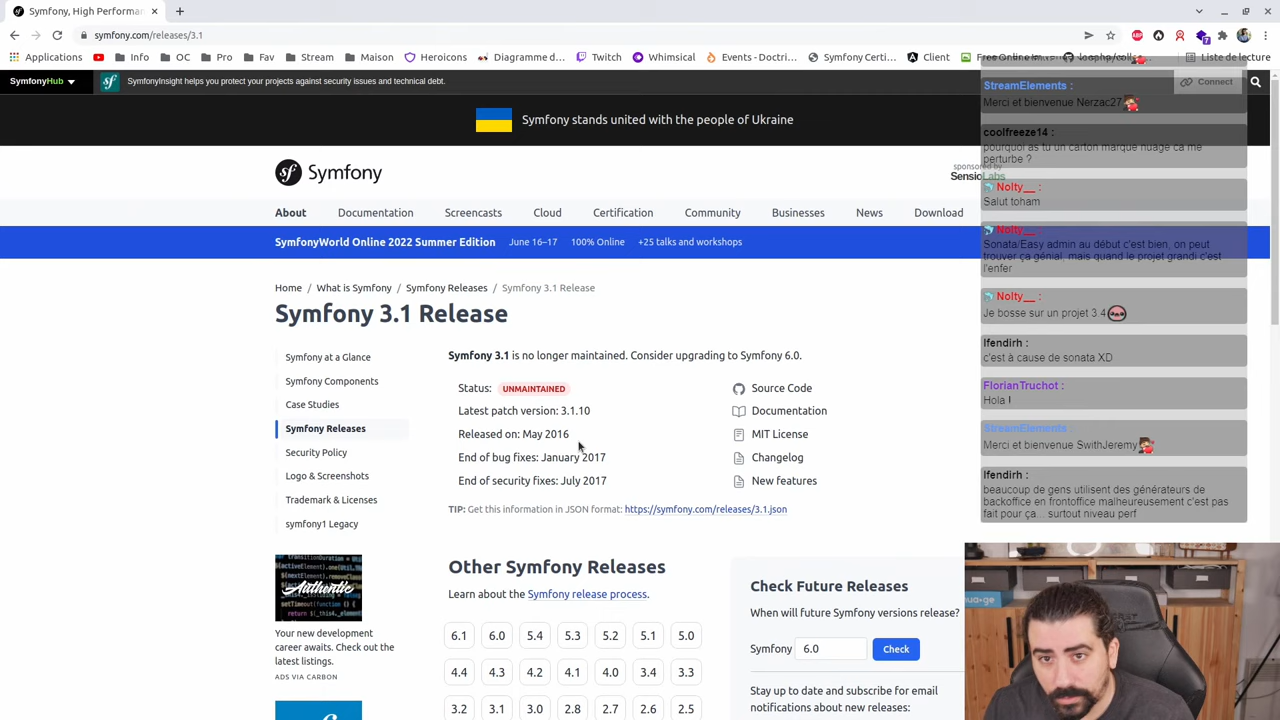 Symfony, High Performan
symfony.com/releases/3.1
Applications
Info
OC
Pro
Fav
Stream
Maison
Heroicons
Diagramme d...
Twitch
Whimsical
Events - Doctri...
Symfony Certi...
Client
Free Online
Liste de lecture
SymfonyHub
SymfonyInsight helps you protect your projects against security issues and technical debt.
Connect
Symfony stands united with the people of Ukraine
Symfony
sponsored by
SensioLabs
About
Documentation
Screencasts
Cloud
Certification
Community
Businesses
News
Download
SymfonyWorld Online 2022 Summer Edition
June 16–17
100% Online
+25 talks and workshops
Home / What is Symfony / Symfony Releases / Symfony 3.1 Release
Symfony 3.1 Release
Symfony at a Glance
Symfony Components
Case Studies
Symfony Releases
Security Policy
Logo & Screenshots
Trademark & Licenses
symfony1 Legacy
Authentic
Your new development
career awaits. Check out the
latest listings.
ADS VIA CARBON
Symfony 3.1 is no longer maintained. Consider upgrading to Symfony 6.0.
Status: UNMAINTAINED
Latest patch version: 3.1.10
Released on: May 2016
End of bug fixes: January 2017
End of security fixes: July 2017
Source Code
Documentation
MIT License
Changelog
New features
TIP: Get this information in JSON format: https://symfony.com/releases/3.1.json
Other Symfony Releases
Learn about the Symfony release process.
6.1 6.0 5.4 5.3 5.2 5.1 5.0
4.4 4.3 4.2 4.1 4.0 3.4 3.3
3.2 3.1 3.0 2.8 2.7 2.6 2.5
Check Future Releases
When will future Symfony versions release?
Symfony 6.0 Check
Stay up to date and subscribe for email
notifications about new releases:
StreamElements :
Merci et bienvenue Nerzac27
coolfreeze14 :
pourquoi as tu un carton marque nuage ca me
perturbe ?
Nolty__ :
Salut toham
Nolty__ :
Sonata/Easy admin au début c'est bien, on peut
trouver ça génial, mais quand le projet grandi c'est
l'enfer
Nolty__ :
Je bosse sur un projet 3.4
lfendirh :
c'est à cause de sonata XD
FlorianTruchot :
Hola !
StreamElements :
Merci et bienvenue SwithJeremy
lfendirh :
beaucoup de gens utilisent des générateurs de
backoffice en frontoffice malheureusement c'est pas
fait pour ça... surtout niveau perf